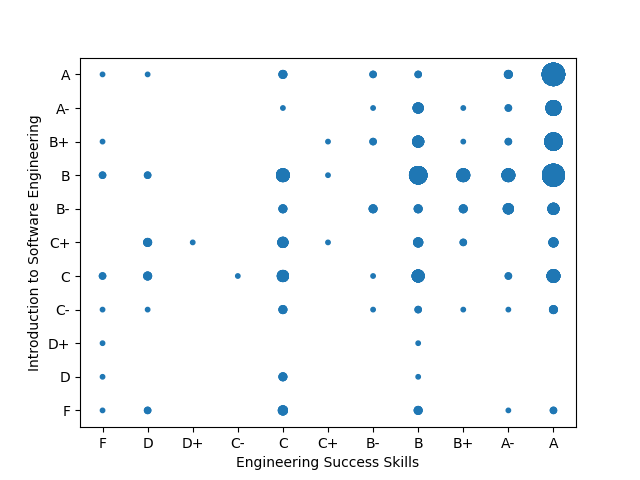 Introduction to Software Engineering
A
A-
B+
B
B-
C+
C
C-
D+
D
F
F D D+ C- C C+ B- B B+ A- A
Engineering Success Skills